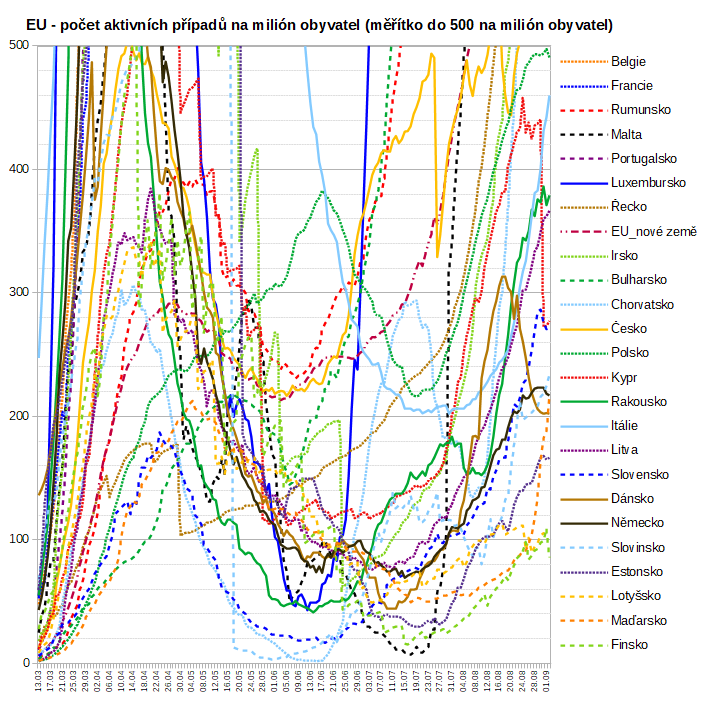 EU - počet aktivních případů na milión obyvatel (měřítko do 500 na milión obyvatel)
500
400
300
200
100
0
Belgie
Francie
Rumunsko
Malta
Portugalsko
Luxembursko
Řecko
EU_nové země
Irsko
Bulharsko
Chorvatsko
Česko
Polsko
Kypr
Rakousko
Itálie
Litva
Slovensko
Dánsko
Německo
Slovinsko
Estonsko
Lotyšsko
Maďarsko
Finsko
13.03 17.03 21.03 25.03 29.03 02.04 06.04 10.04 14.04 18.04 22.04 26.04 30.04 04.05 08.05 12.05 16.05 20.05 24.05 28.05 01.06 05.06 09.06 13.06 17.06 21.06 25.06 29.06 03.07 07.07 11.07 15.07 19.07 23.07 27.07 31.07 04.08 08.08 12.08 16.08 20.08 24.08 28.08 01.09